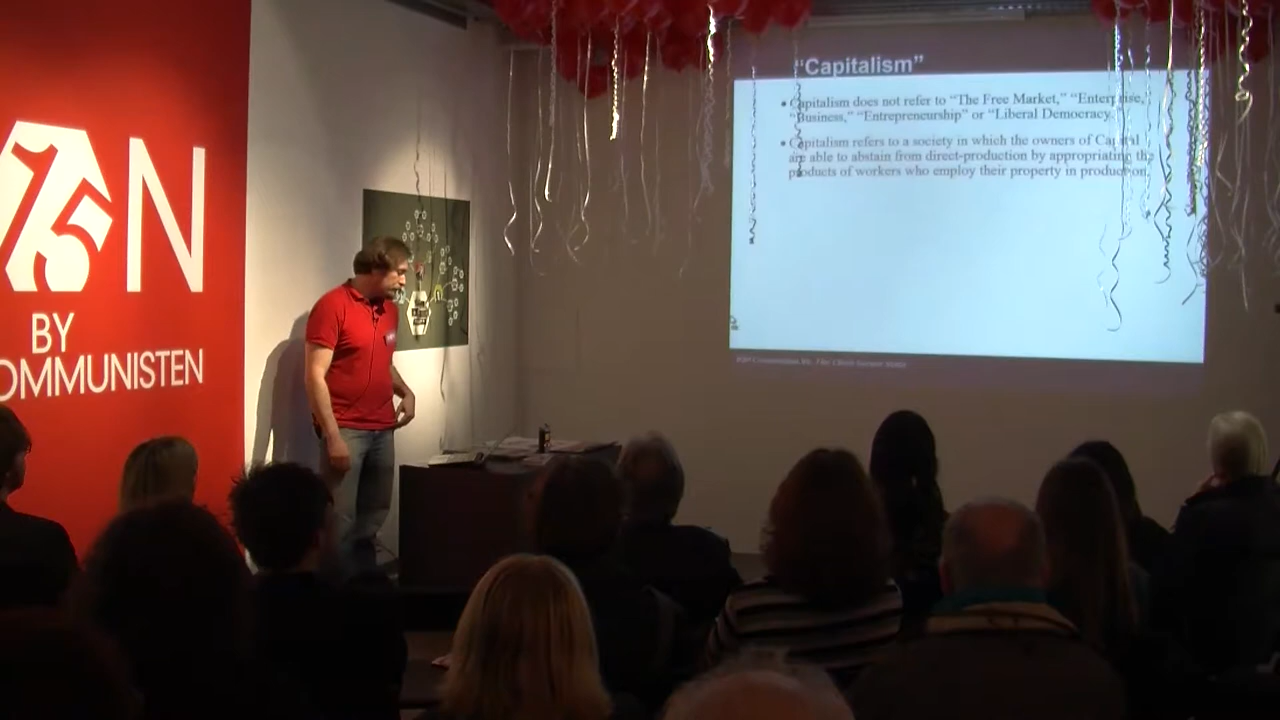 N
BY
OMMUNISTEN
“Capitalism”
• Capitalism does not refer to “The Free Market,” “Enterprise,”
“Business,” “Entrepreneurship” or “Liberal Democracy.
• Capitalism refers to a society in which the owners of Capital
are able to abstain from direct-production by appropriating the
products of workers who employ their property in production.